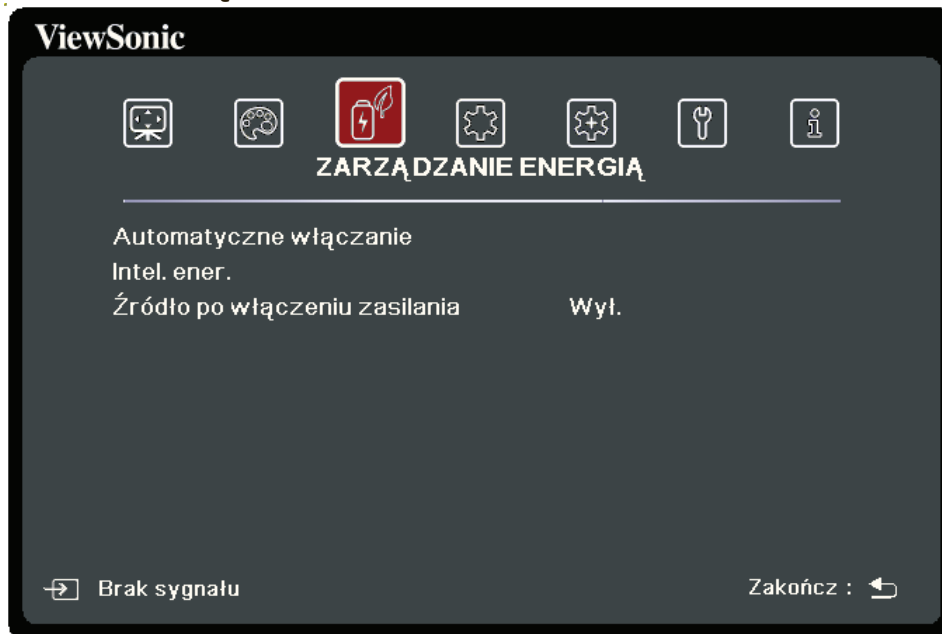 ViewSonic
ZARZĄDZANIE ENERGIĄ
Automatyczne włączanie
Intel. ener.
Źródło po włączeniu zasilania Wył.
Brak sygnału Zakończ :